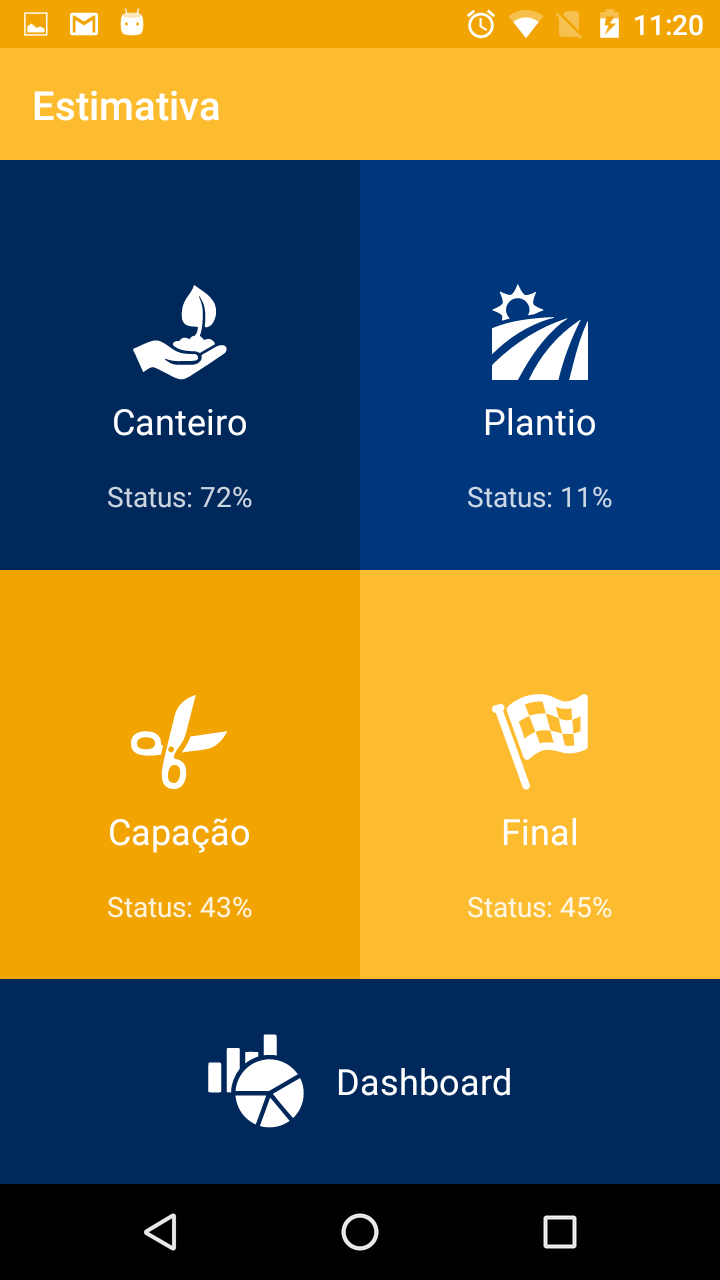 11:20
Estimativa
Canteiro
Status: 72%
Plantio
Status: 11%
Capação
Status: 43%
Final
Status: 45%
Dashboard